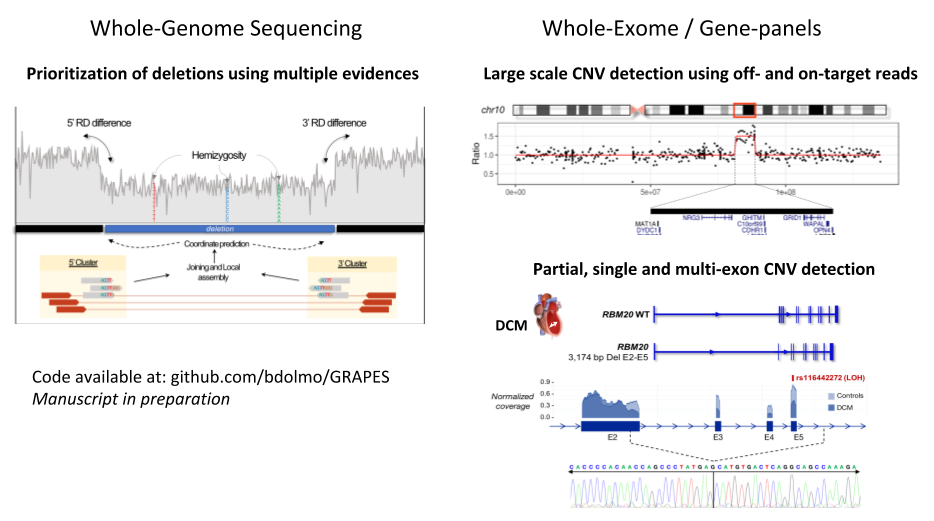 Whole-Genome Sequencing
Prioritization of deletions using multiple evidences
5' RD difference
3' RD difference
Hemizygosity
deletion
Coordinate prediction
Joining and Local
assembly
5' Cluster
3' Cluster
Code available at: github.com/bdolmo/GRAPES
Manuscript in preparation
Whole-Exome / Gene-panels
Large scale CNV detection using off- and on-target reads
chr10
Ratio
1.5
1.0
0.5
0e+00
5e+07
1e+08
NRG3
GHITM
GRID1
MAT1A
C10orf99
WAPAL
DYDC1
CDHR1
OPN4
Partial, single and multi-exon CNV detection
DCM
RBM20 WT
RBM20
3,174 bp Del E2-E5
rs116442272 (LOH)
Normalized
coverage
0.9
0.6
0.3
0.0
Controls
DCM
E2
E3
E4
E5
CACCCCACAACCAGCCCTATGAGCATGTGACTCAGGCAGCCAAAGA